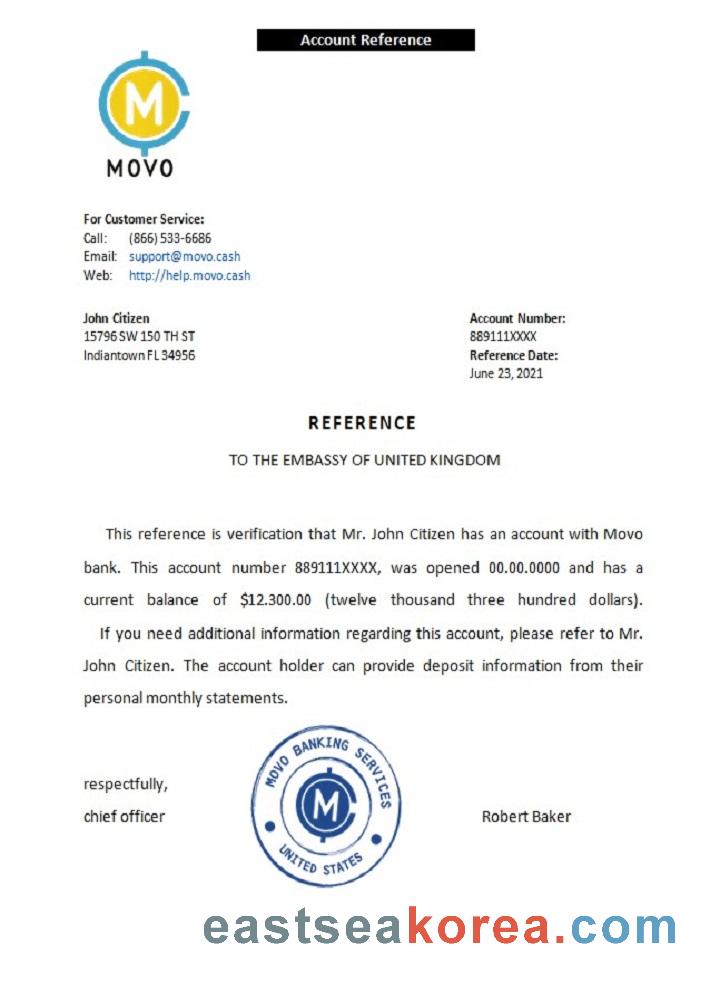 Account Reference
M
MOVO
For Customer Service:
Call: (866) 533-6686
Email: support@movo.cash
Web: http://help.movo.cash
John Citizen
15796 SW 150 TH ST
Indiantown FL 34956
Account Number:
889111XXXX
Reference Date:
June 23, 2021
REFERENCE
TO THE EMBASSY OF UNITED KINGDOM
This reference is verification that Mr. John Citizen has an account with Movo
bank. This account number 889111XXXX, was opened 00.00.0000 and has a
current balance of $12.300.00 (twelve thousand three hundred dollars).
If you need additional information regarding this account, please refer to Mr.
John Citizen. The account holder can provide deposit information from their
personal monthly statements.
respectfully,
chief officer
MOVO BANKING SERVICES
M
UNITED STATES
Robert Baker
eastseakorea.com